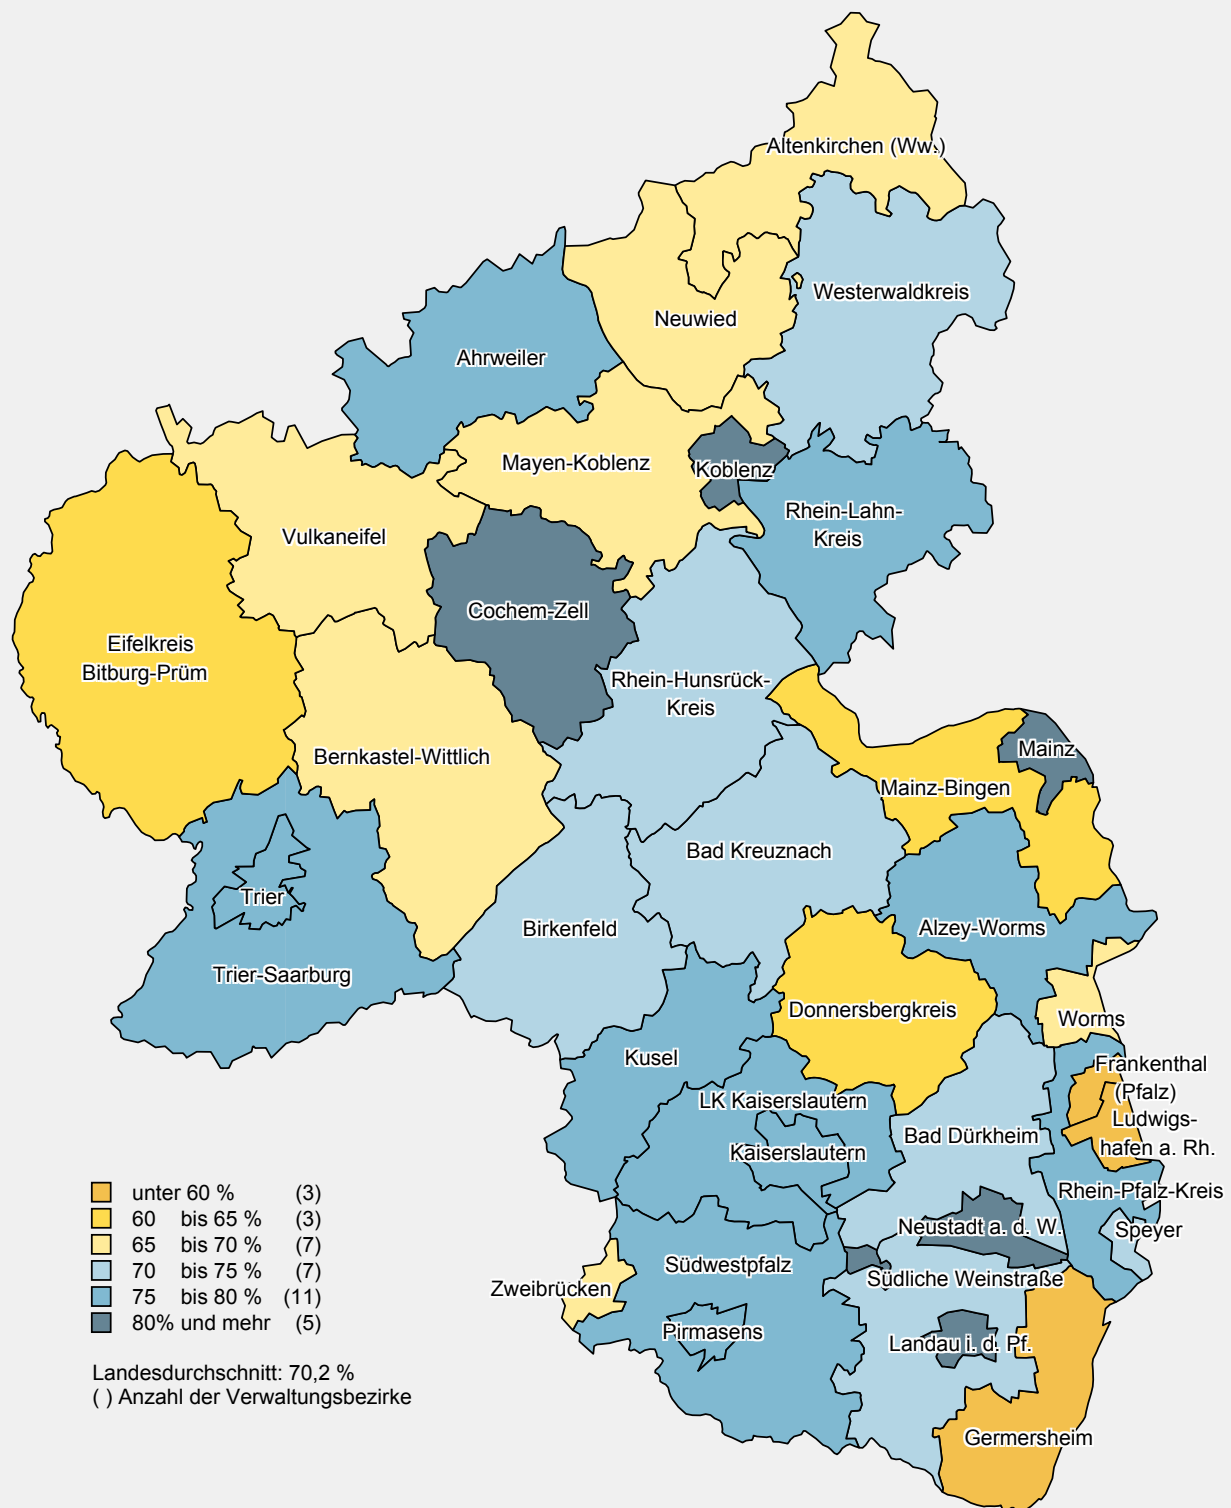 Altenkirchen (Ww.)
Westerwaldkreis
Neuwied
Ahrweiler
Mayen-Koblenz
Koblenz
Rhein-Lahn-
Kreis
Vulkaneifel
Cochem-Zell
Eifelkreis
Bitburg-Prüm
Rhein-Hunsrück-
Kreis
Mainz
Bernkastel-Wittlich
Mainz-Bingen
Bad Kreuznach
Trier
Birkenfeld
Alzey-Worms
Trier-Saarburg
Donnersbergkreis
Worms
Kusel
Frankenthal
(Pfalz)
LK Kaiserslautern
Ludwigs-
hafen a. Rh.
Bad Dürkheim
Kaiserslautern
Rhein-Pfalz-Kreis
Neustadt a. d. W.
Speyer
Südwestpfalz
Südliche Weinstraße
Zweibrücken
Pirmasens
Landau i. d. Pf.
Germersheim
unter 60 % (3)
60 bis 65 % (3)
65 bis 70 % (7)
70 bis 75 % (7)
75 bis 80 % (11)
80% und mehr (5)
Landesdurchschnitt: 70,2 %
( ) Anzahl der Verwaltungsbezirke